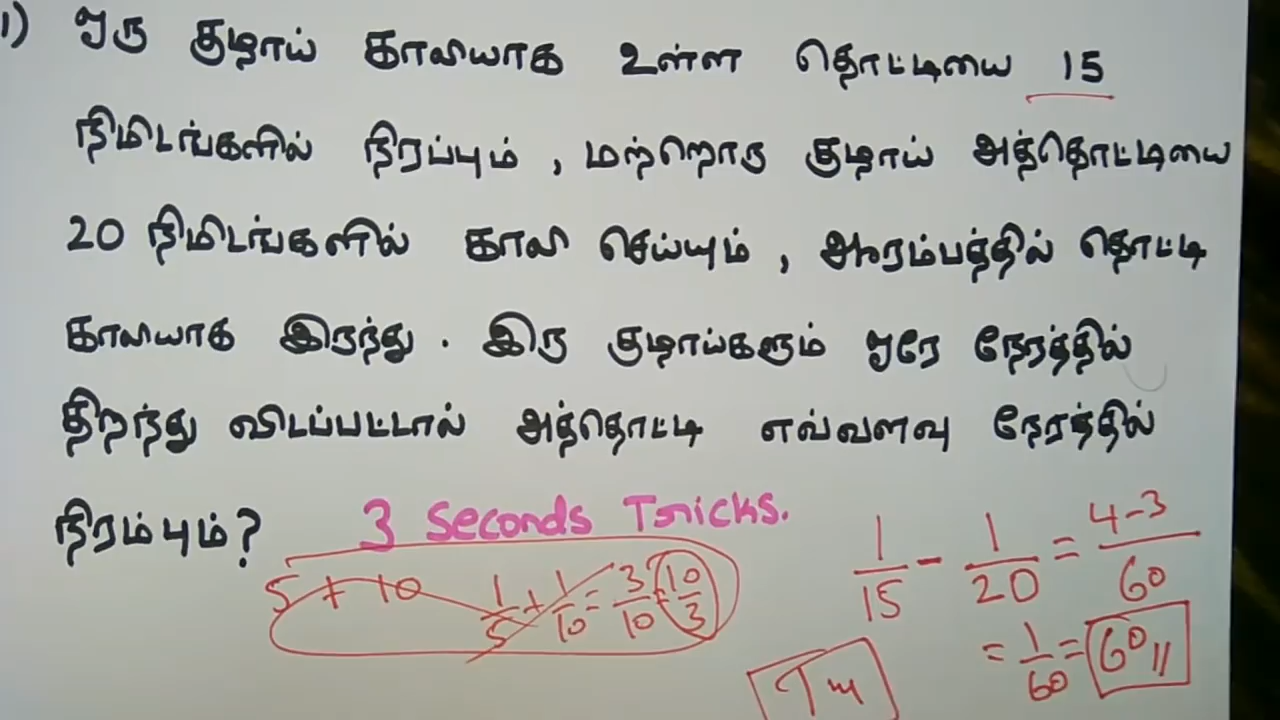 1) ஒரு குழாய் காலியாக உள்ள தொட்டியை 15
நிமிடங்களில் நிரப்பும் , மற்றொரு குழாய் அத்தொட்டியை
20 நிமிடங்களில் காலி செய்யும் , ஆரம்பத்தில் தொட்டி
காலியாக இருந்து . இரு குழாய்களும் ஒரே நேரத்தில்
திறந்து விடப்பட்டால் அத்தொட்டி எவ்வளவு நேரத்தில்
நிரம்பும்?
3 Seconds Tricks.
5 + 10 1/5 + 1/10 = 3/10 = 10/3
1/15 - 1/20 = 4-3/60
= 1/60 = 60//